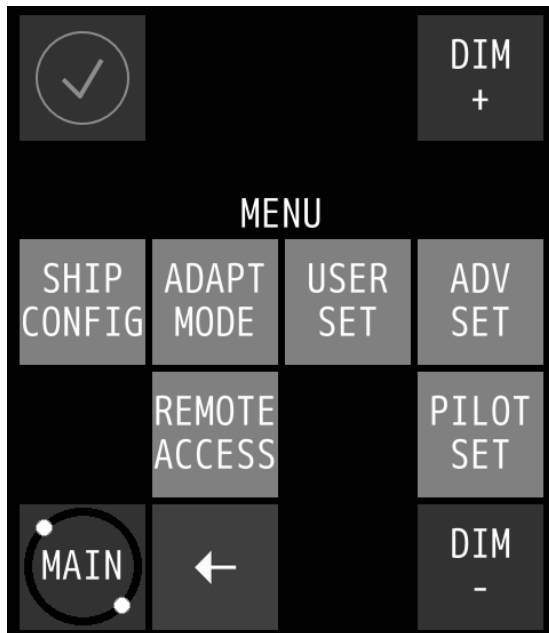 DIM
+
MENU
SHIP CONFIG
ADAPT MODE
USER SET
ADV SET
REMOTE ACCESS
PILOT SET
MAIN
DIM
-